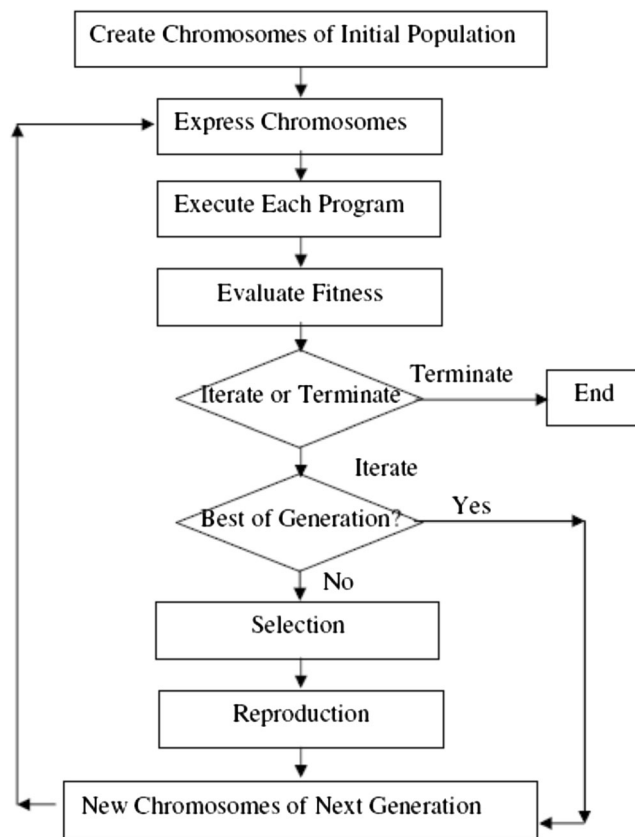 Create Chromosomes of Initial Population
Express Chromosomes
Execute Each Program
Evaluate Fitness
Iterate or Terminate
Terminate
End
Iterate
Best of Generation?
Yes
No
Selection
Reproduction
New Chromosomes of Next Generation